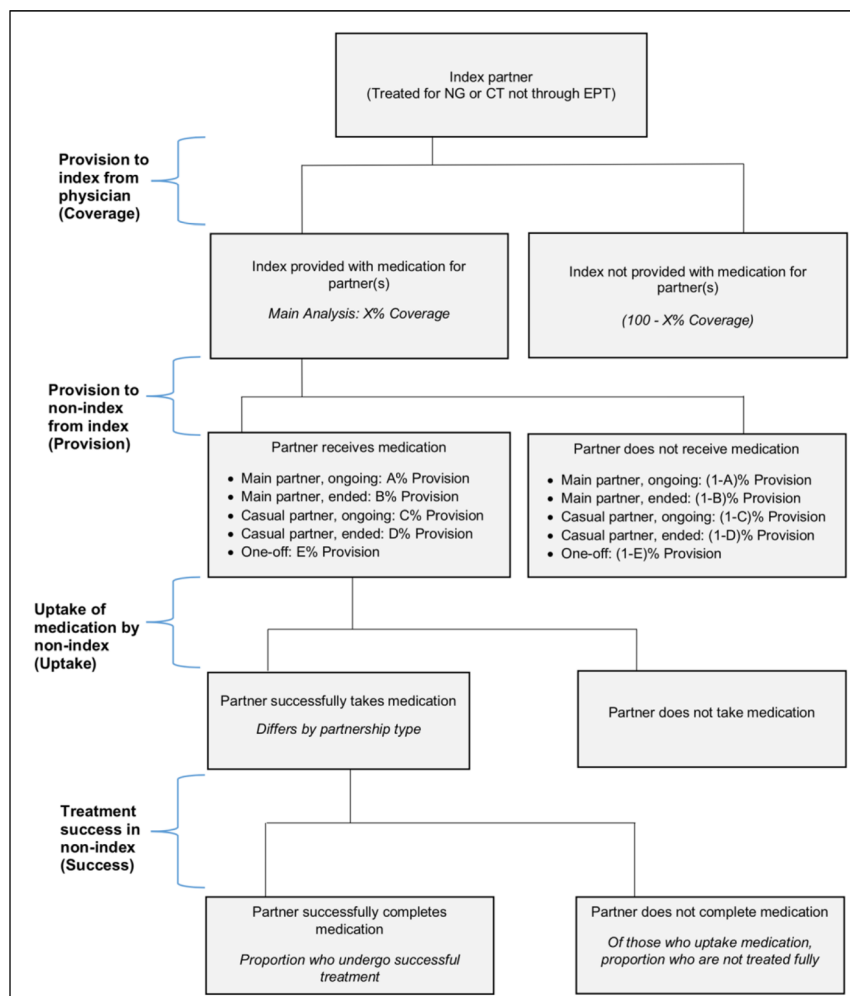 Index partner
(Treated for NG or CT not through EPT)
Provision to
index from
physician
(Coverage)
Index provided with medication for
partner(s)
Main Analysis: X% Coverage
Index not provided with medication for
partner(s)
(100 - X% Coverage)
Provision to
non-index
from index
(Provision)
Partner receives medication
• Main partner, ongoing: A% Provision
• Main partner, ended: B% Provision
• Casual partner, ongoing: C% Provision
• Casual partner, ended: D% Provision
• One-off: E% Provision
Partner does not receive medication
• Main partner, ongoing: (1-A)% Provision
• Main partner, ended: (1-B)% Provision
• Casual partner, ongoing: (1-C)% Provision
• Casual partner, ended: (1-D)% Provision
• One-off: (1-E)% Provision
Uptake of
medication by
non-index
(Uptake)
Partner successfully takes medication
Differs by partnership type
Partner does not take medication
Treatment
success in
non-index
(Success)
Partner successfully completes
medication
Proportion who undergo successful
treatment
Partner does not complete medication
Of those who uptake medication,
proportion who are not treated fully